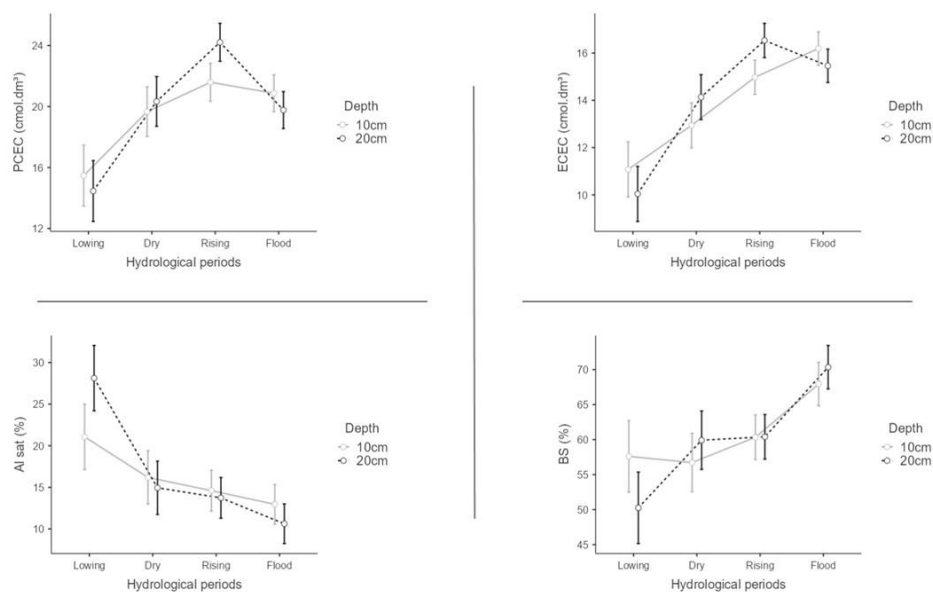 PCEC (cmol.dm³)
24
20
16
12
Lowing Dry Rising Flood
Hydrological periods
Depth
10cm
20cm
ECEC (cmol.dm³)
16
14
12
10
Lowing Dry Rising Flood
Hydrological periods
Depth
10cm
20cm
Al sat (%)
30
25
20
15
10
Lowing Dry Rising Flood
Hydrological periods
Depth
10cm
20cm
BS (%)
70
65
60
55
50
45
Lowing Dry Rising Flood
Hydrological periods
Depth
10cm
20cm